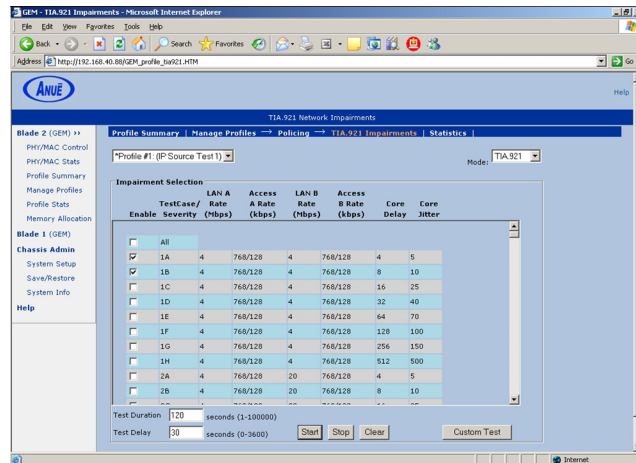 GEM - TIA.921 Impairments - Microsoft Internet Explorer
File Edit View Favorites Tools Help
Back Search Favorites
Address http://192.168.40.88/GEM_profile_tia921.HTM Go
ANUE Help
TIA.921 Network Impairments
Blade 2 (GEM) ››
PHY/MAC Control
PHY/MAC Stats
Profile Summary
Manage Profiles
Profile Stats
Memory Allocation
Blade 1 (GEM)
Chassis Admin
System Setup
Save/Restore
System Info
Help
Profile Summary | Manage Profiles → Policing → TIA.921 Impairments | Statistics |
*Profile #1: (IP Source Test 1) Mode: TIA.921
Impairment Selection
LAN A Access LAN B Access
TestCase/ Rate A Rate Rate B Rate Core Core
Enable Severity (Mbps) (kbps) (Mbps) (kbps) Delay Jitter
All
1A 4 768/128 4 768/128 4 5
1B 4 768/128 4 768/128 8 10
1C 4 768/128 4 768/128 16 25
1D 4 768/128 4 768/128 32 40
1E 4 768/128 4 768/128 64 70
1F 4 768/128 4 768/128 128 100
1G 4 768/128 4 768/128 256 150
1H 4 768/128 4 768/128 512 500
2A 4 768/128 20 768/128 4 5
2B 4 768/128 20 768/128 8 10
Test Duration 120 seconds (1-100000)
Test Delay 30 seconds (0-3600) Start Stop Clear Custom Test
Internet